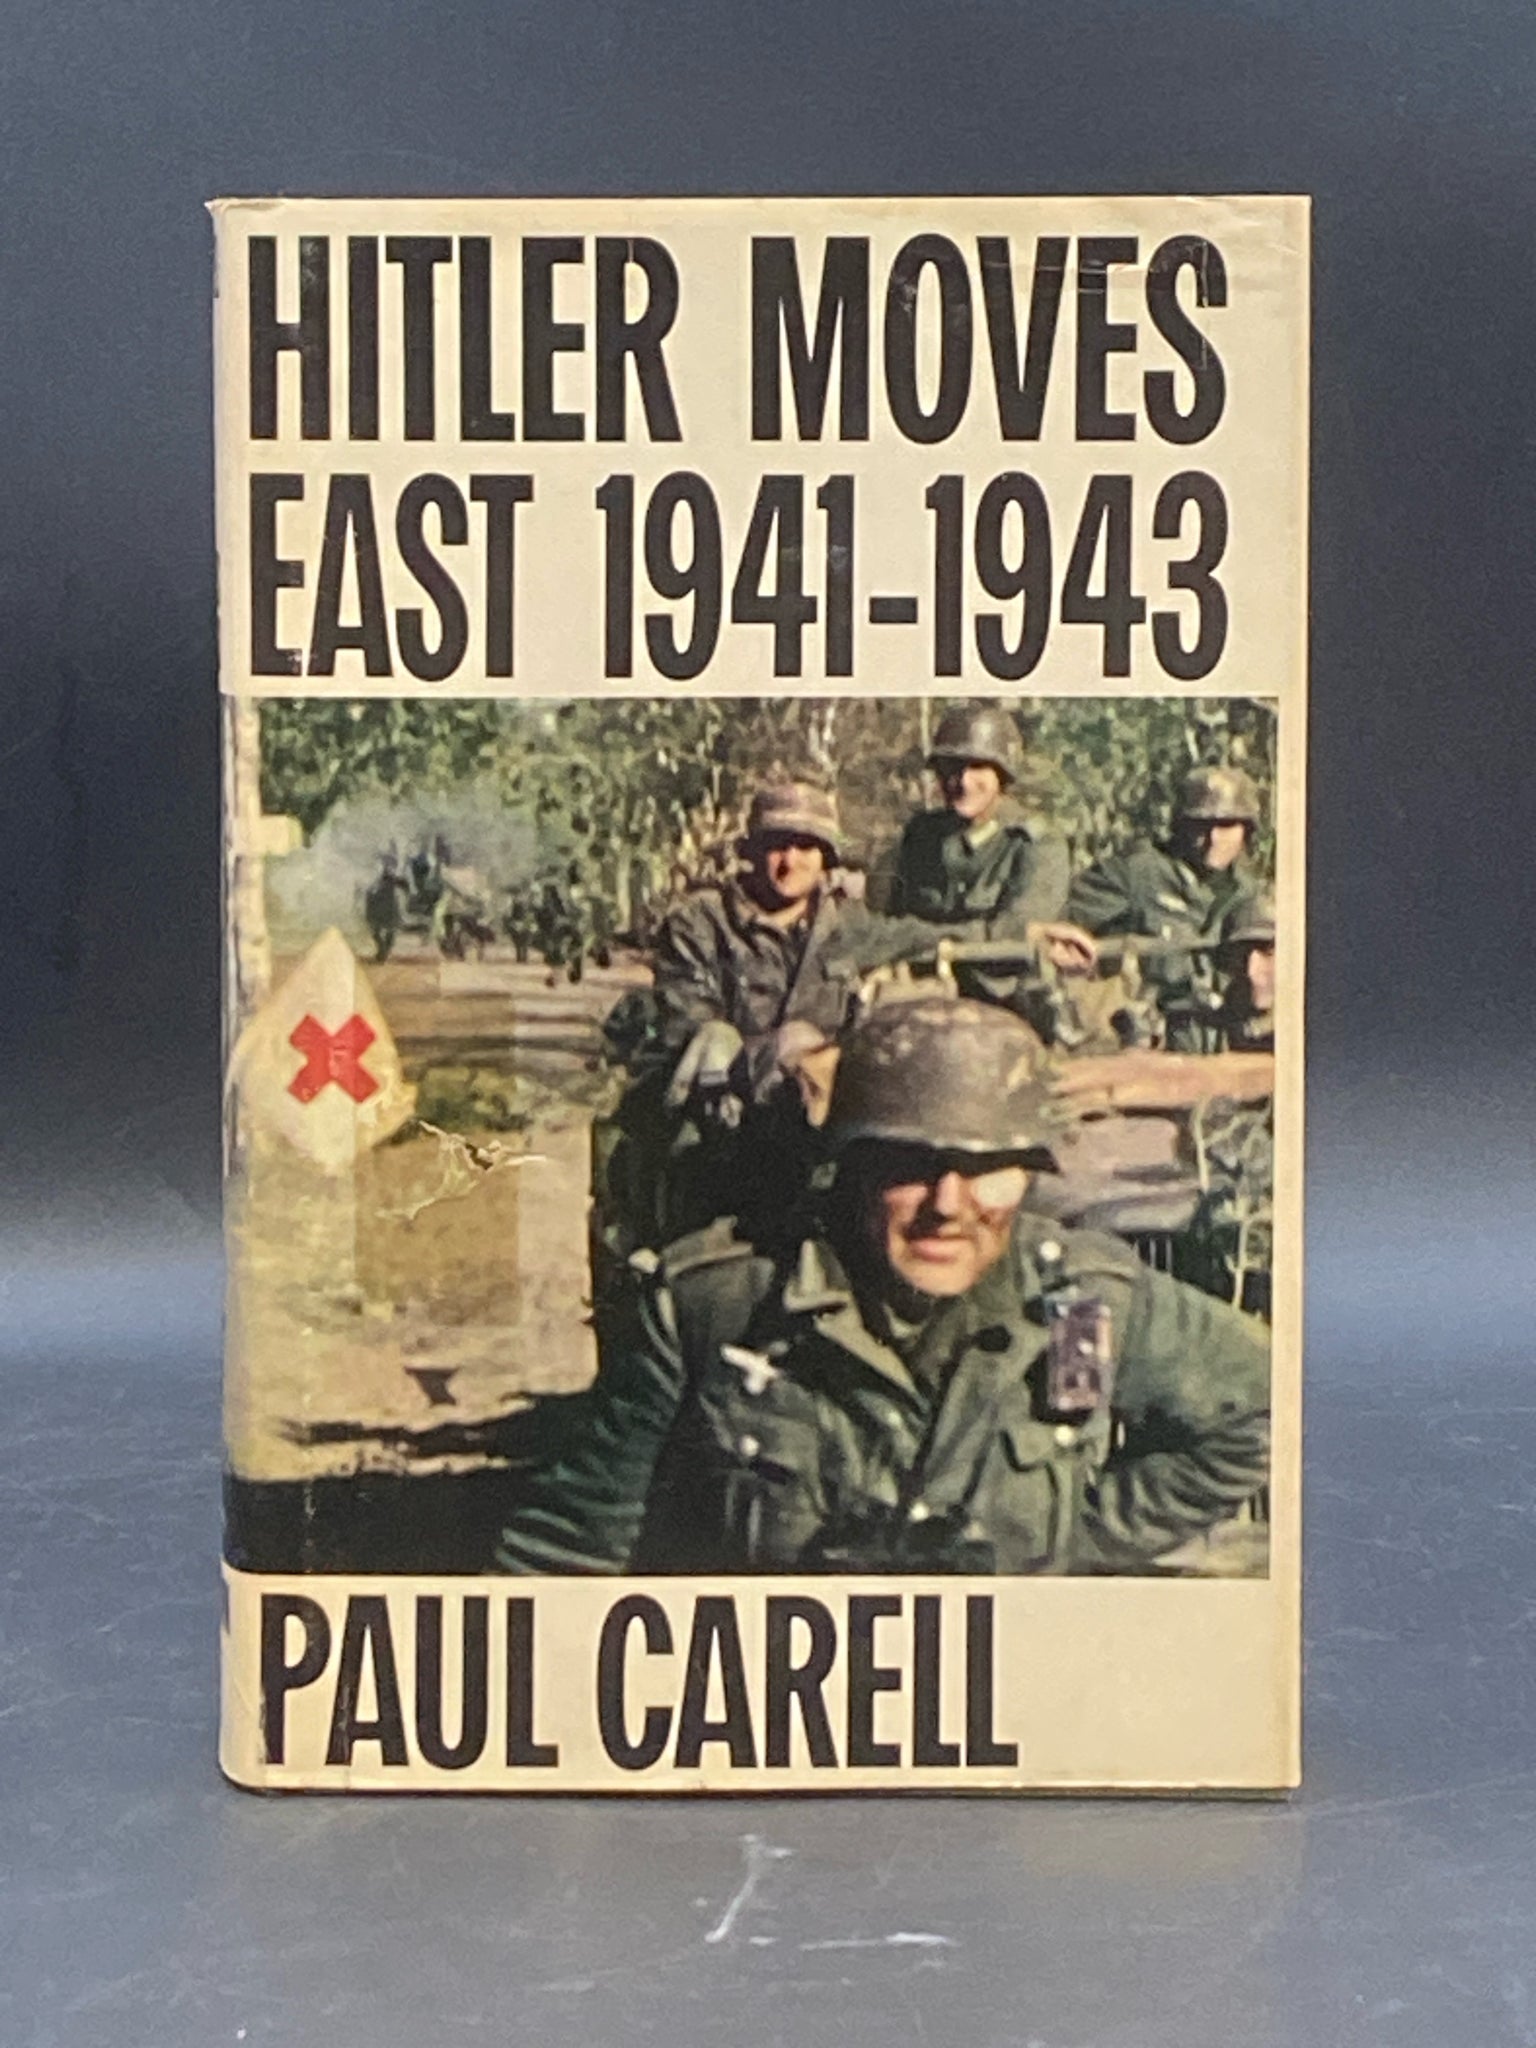 HITLER MOVES
EAST 1941-1943
PAUL CARELL